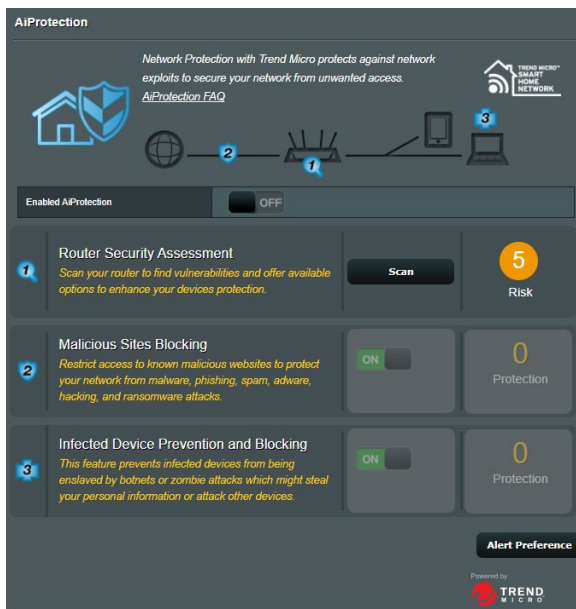 AiProtection
Network Protection with Trend Micro protects against network
exploits to secure your network from unwanted access.
AiProtection FAQ
TREND MICRO™
SMART
HOME
NETWORK
3
2
1
Enabled AiProtection
OFF
1
Router Security Assessment
Scan your router to find vulnerabilities and offer available
options to enhance your devices protection.
Scan
5
Risk
2
Malicious Sites Blocking
Restrict access to known malicious websites to protect
your network from malware, phishing, spam, adware,
hacking, and ransomware attacks.
ON
0
Protection
3
Infected Device Prevention and Blocking
This feature prevents infected devices from being
enslaved by botnets or zombie attacks which might steal
your personal information or attack other devices.
ON
0
Protection
Alert Preference
Powered by
TREND
MICRO